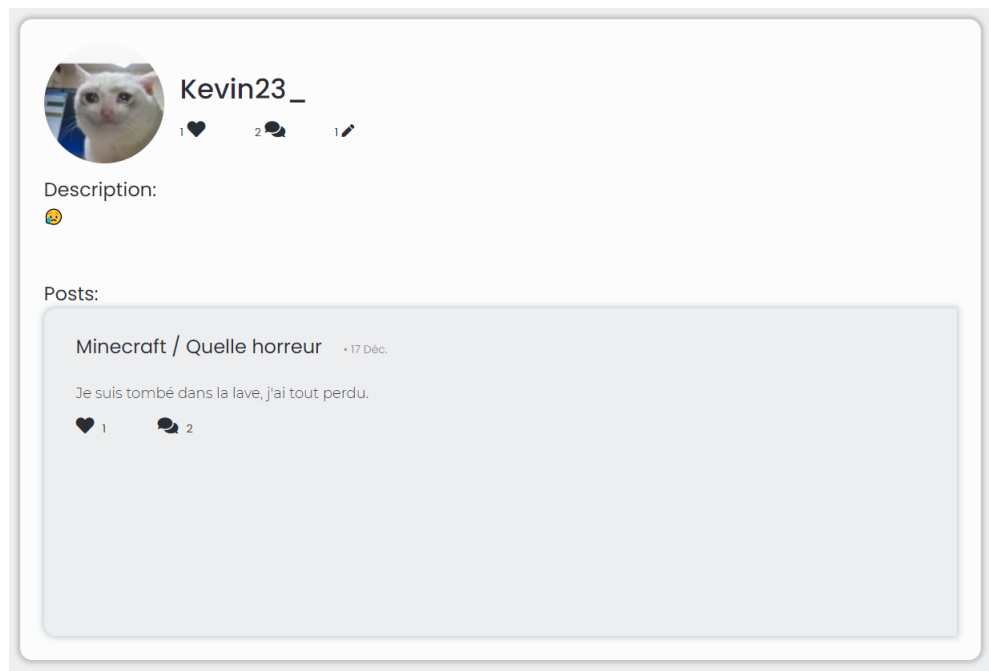 Kevin23_
1 2 1
Description:
😥
Posts:
Minecraft / Quelle horreur • 17 Déc.
Je suis tombé dans la lave, j'ai tout perdu.
1 2